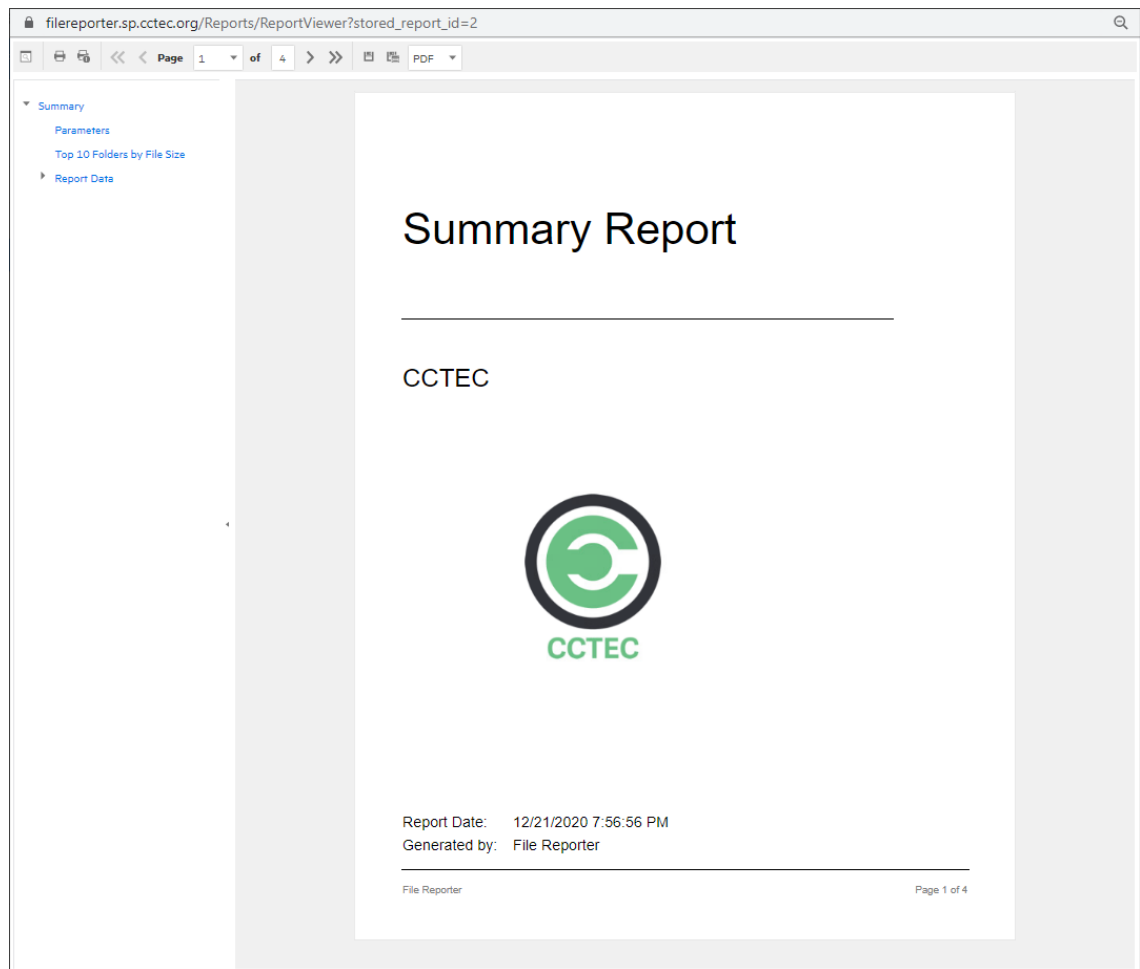 filereporter.sp.cctec.org/Reports/ReportViewer?stored_report_id=2
Page 1 of 4 PDF
Summary
Parameters
Top 10 Folders by File Size
Report Data
Summary Report
CCTEC
CCTEC
Report Date: 12/21/2020 7:56:56 PM
Generated by: File Reporter
File Reporter Page 1 of 4